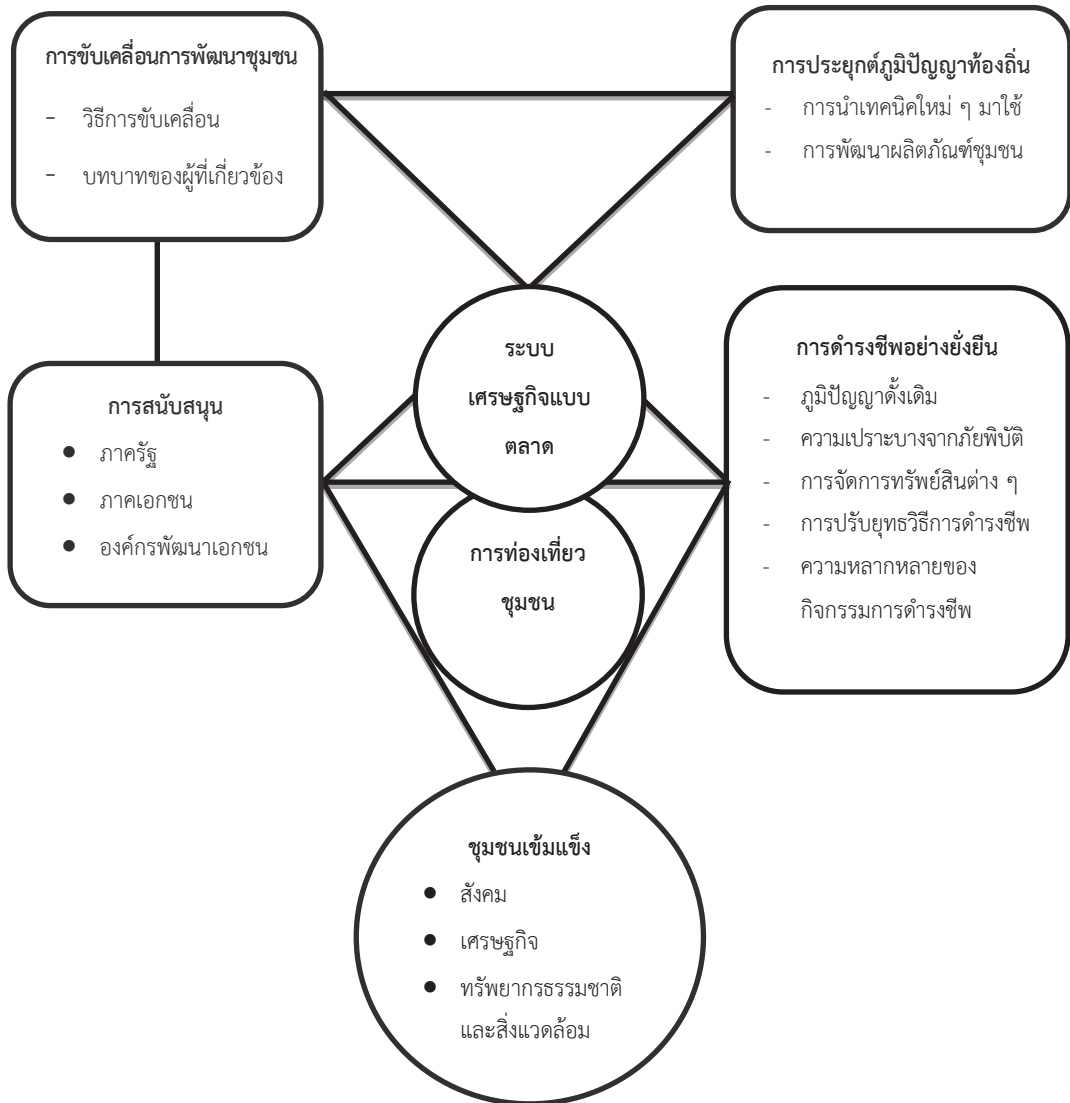 การขับเคลื่อนการพัฒนาชุมชน
- วิธีการขับเคลื่อน
- บทบาทของผู้ที่เกี่ยวข้อง
การประยุกต์ภูมิปัญญาท้องถิ่น
- การนำเทคนิคใหม่ ๆ มาใช้
- การพัฒนาผลิตภัณฑ์ชุมชน
ระบบ
เศรษฐกิจแบบ
ตลาด
การสนับสนุน
● ภาครัฐ
● ภาคเอกชน
● องค์กรพัฒนาเอกชน
การท่องเที่ยว
ชุมชน
การดำรงชีพอย่างยั่งยืน
- ภูมิปัญญาดั้งเดิม
- ความเปราะบางจากภัยพิบัติ
- การจัดการทรัพย์สินต่าง ๆ
- การปรับยุทธวิธีการดำรงชีพ
- ความหลากหลายของ
กิจกรรมการดำรงชีพ
ชุมชนเข้มแข็ง
● สังคม
● เศรษฐกิจ
● ทรัพยากรธรรมชาติ
และสิ่งแวดล้อม